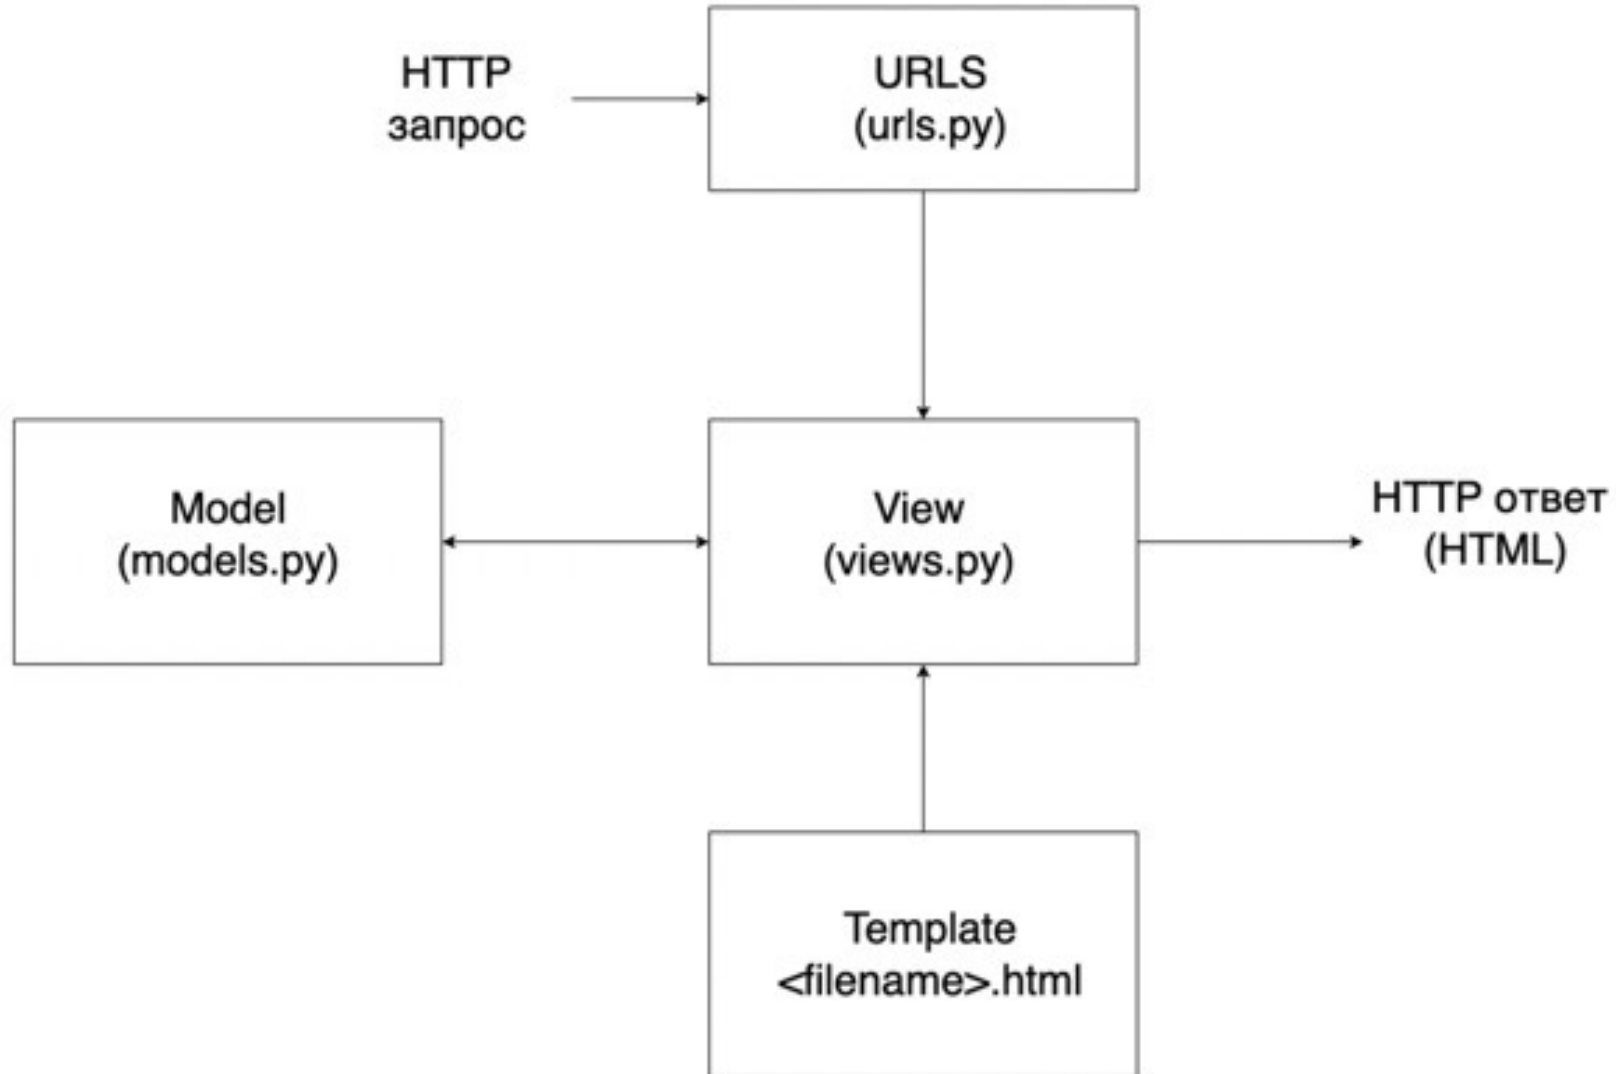 HTTP
запрос
URLS
(urls.py)
Model
(models.py)
View
(views.py)
HTTP ответ
(HTML)
Template
<filename>.html